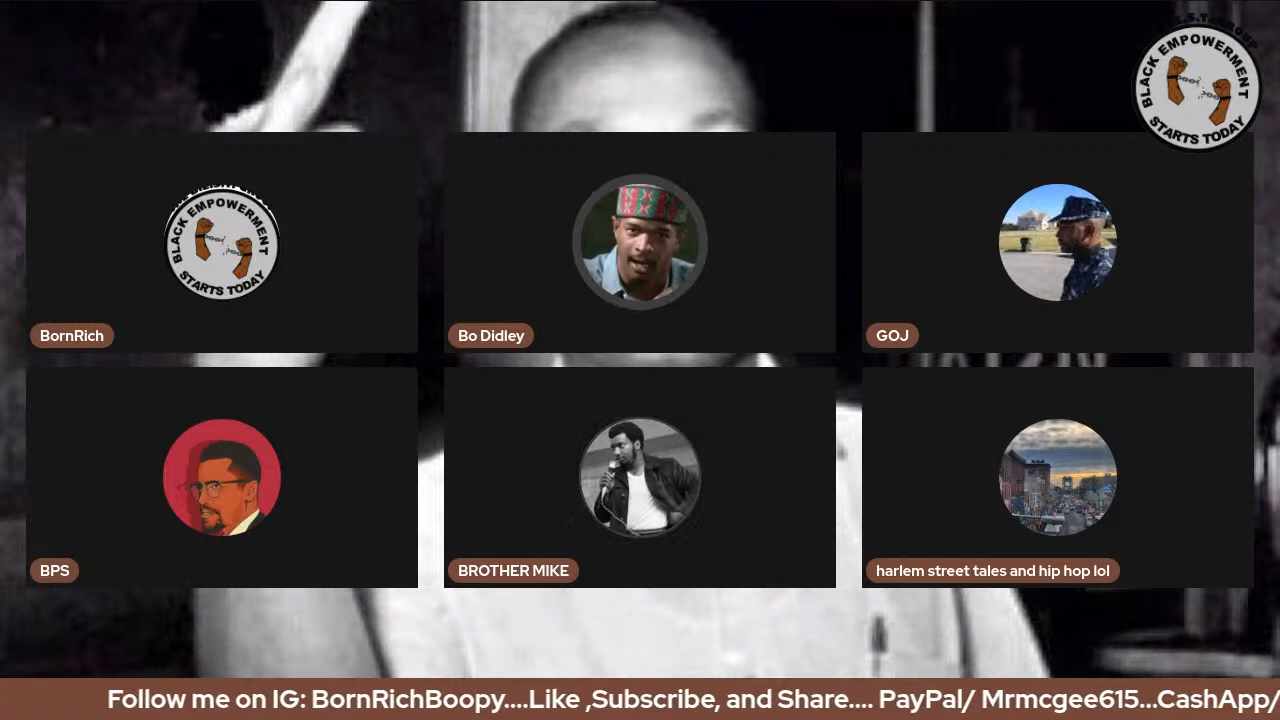 BLACK EMPOWERMENT
STARTS TODAY
BLACK EMPOWERMENT
STARTS TODAY
BornRich
Bo Didley
GOJ
BPS
BROTHER MIKE
harlem street tales and hip hop lol
Follow me on IG: BornRichBoopy....Like ,Subscribe, and Share.... PayPal/ Mrmcgee615...CashApp/